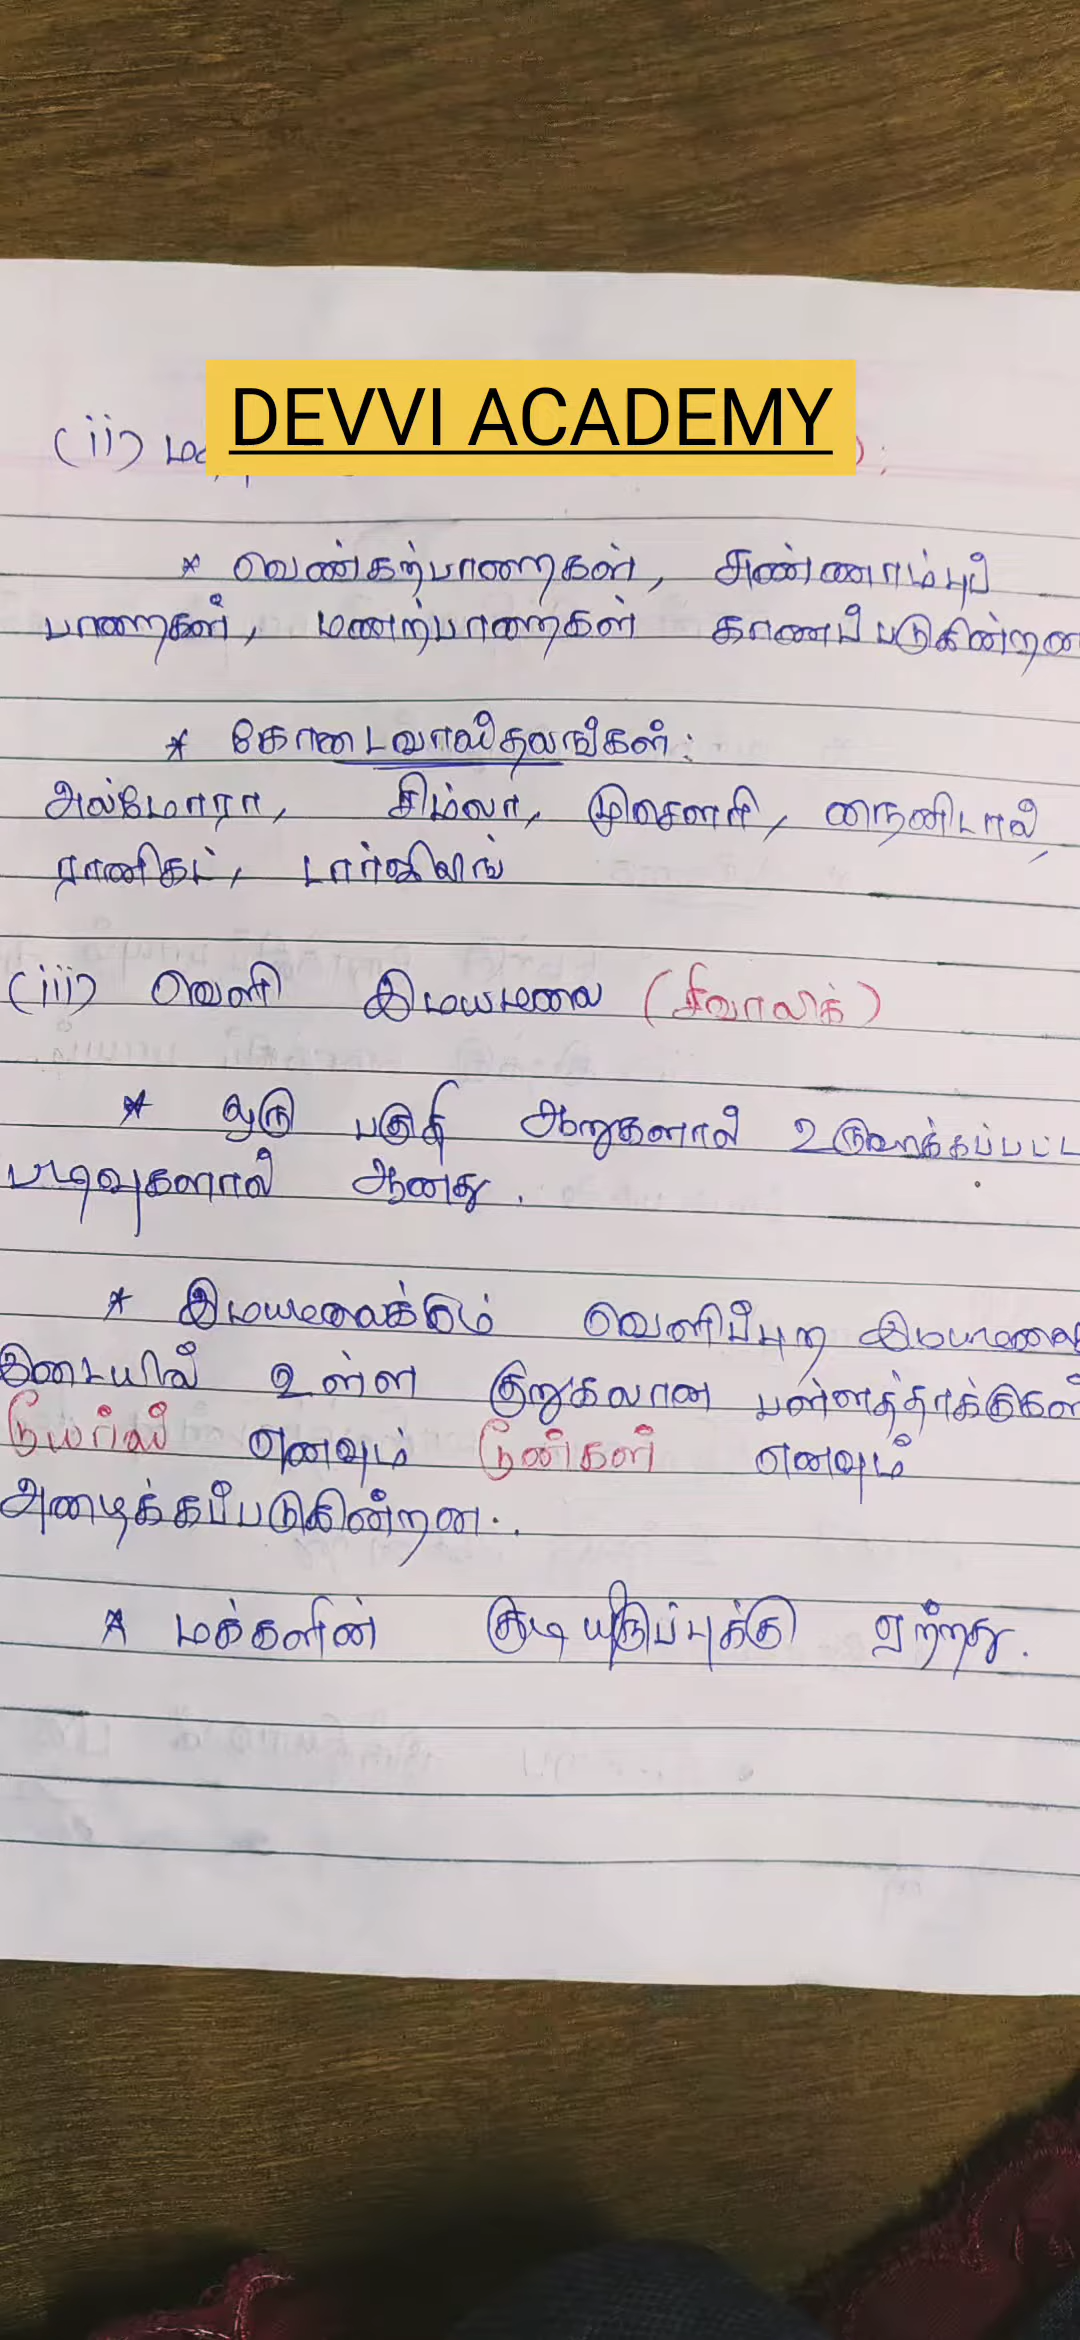 DEVVI ACADEMY
(ii)
* வெண்கற்பாறைகள், சுண்ணாம்புப்
பாறைகள், மணற்பாறைகள் காணப்படுகின்றன
* கோடைவாஸ்தலங்கள்:
அல்மோரா, சிம்லா, முசௌரி, நைனிடால்,
ராணிகட், டார்ஜிலிங்
(iii) வெளி இமயமலை (சிவாலிக்)
* ஒரு பகுதி ஆறுகளால் உருவாக்கப்பட்ட
படிவுகளால் ஆனது.
* இமயமலைக்கும் வெளிப்புற இமயமலை
இடையில் உள்ள குறுகலான பள்ளத்தாக்குகள்
எனவும் டூன்கள் எனவும்
அழைக்கப்படுகின்றன.
* மக்களின் குடியிருப்புக்கு ஏற்றது.